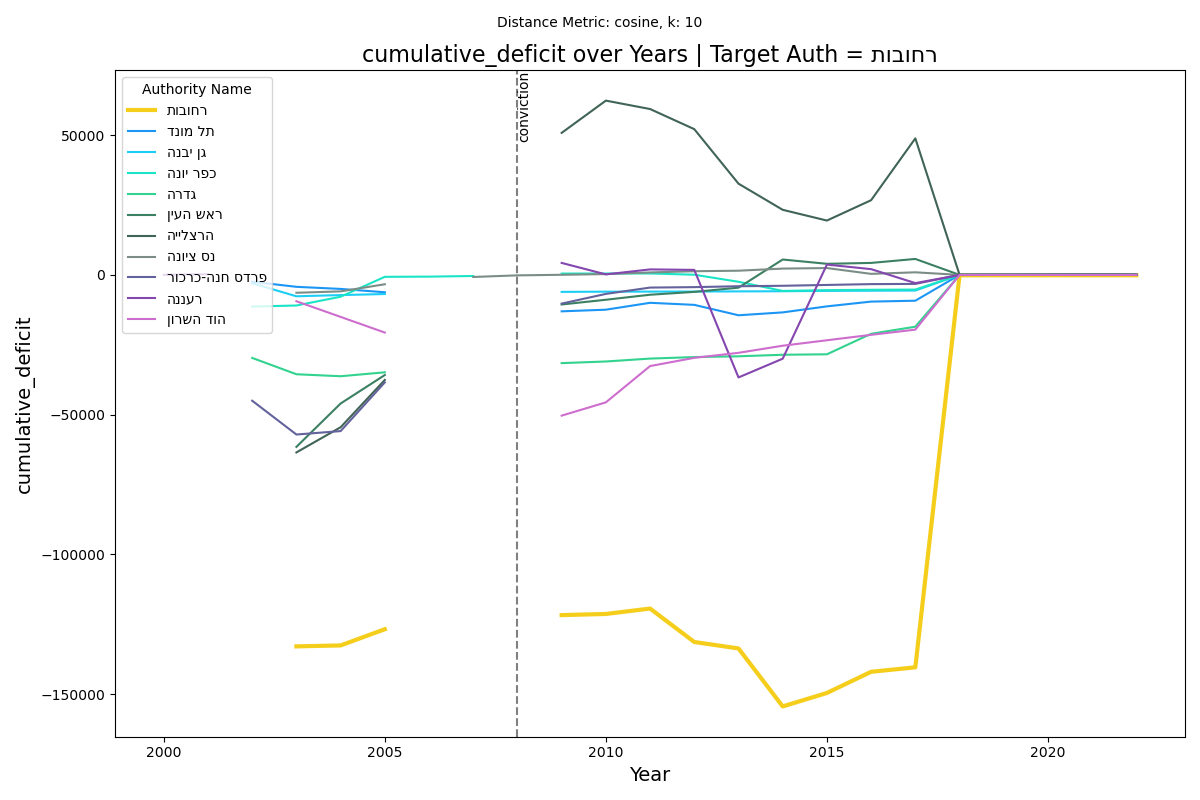 Distance Metric: cosine, k: 10
cumulative_deficit over Years | Target Auth = רחובות
conviction
Authority Name
רחובות
תל מונד
גן יבנה
כפר יונה
גדרה
ראש העין
הרצלייה
נס ציונה
פרדס חנה-כרכור
רעננה
הוד השרון
cumulative_deficit
50000
0
−50000
−100000
−150000
2000 2005 2010 2015 2020
Year